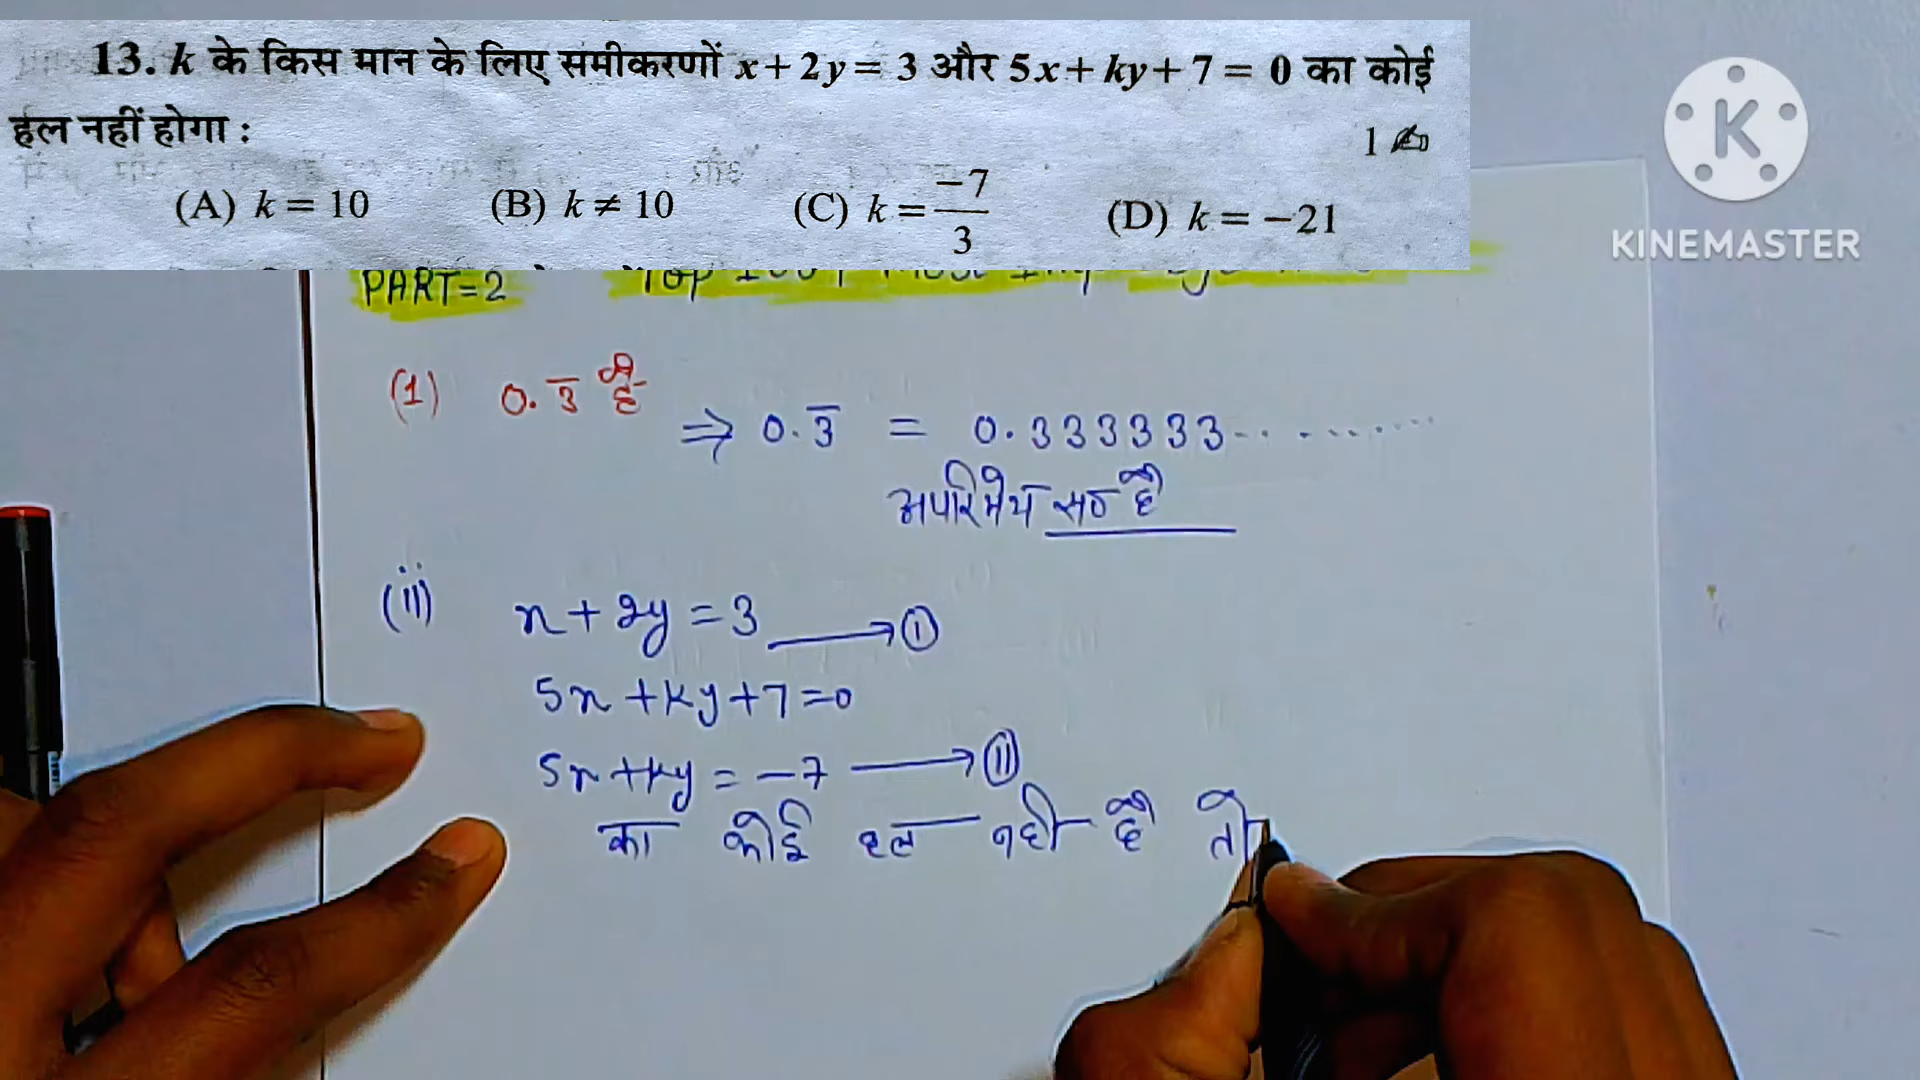 13. k के किस मान के लिए समीकरणों x + 2y = 3 और 5x + ky + 7 = 0 का कोई
हल नहीं होगा :
1 ✍
(A) k = 10 (B) k ≠ 10 (C) k = -7/3 (D) k = -21
KINEMASTER
PART=2 Top
(1) 0.3̅ है
⇒ 0.3̅ = 0.333333-- ........
अपरिमेय सं० है
(ii) x + 2y = 3 → ①
5x + ky + 7 = 0
5x + ky = -7 → ⑪
का कोई हल नहीं है तो